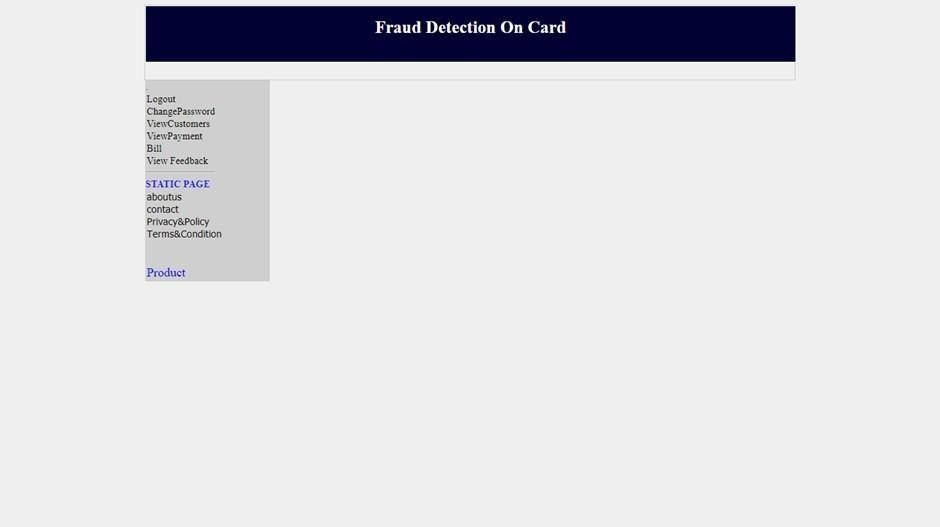 Fraud Detection On Card
Logout
ChangePassword
ViewCustomers
ViewPayment
Bill
View Feedback
STATIC PAGE
aboutus
contact
Privacy&Policy
Terms&Condition
Product